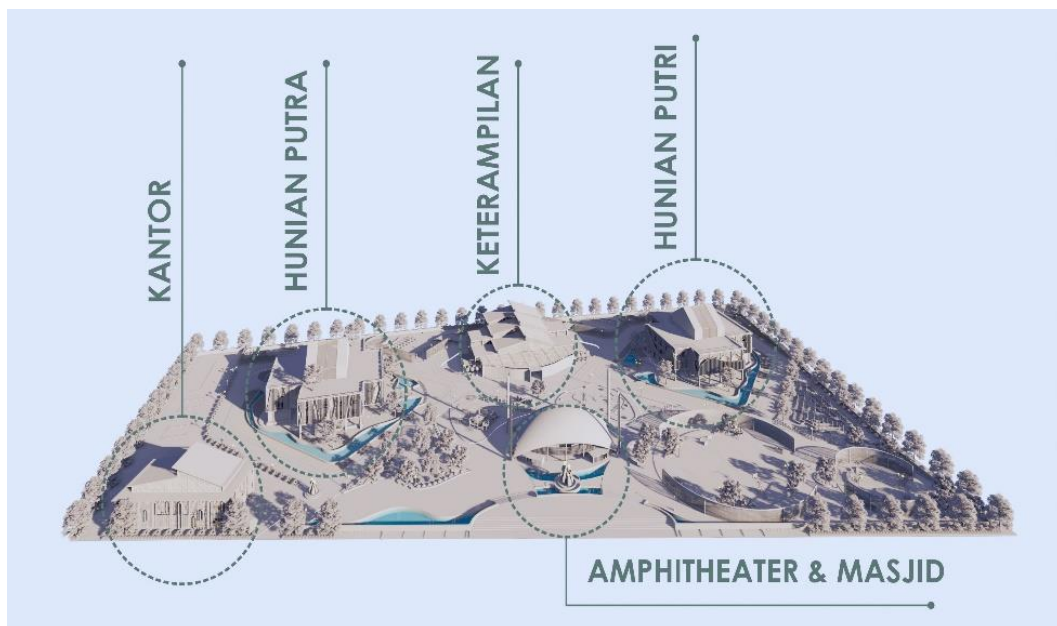 KANTOR
HUNIAN PUTRA
KETERAMPILAN
HUNIAN PUTRI
AMPHITHEATER & MASJID